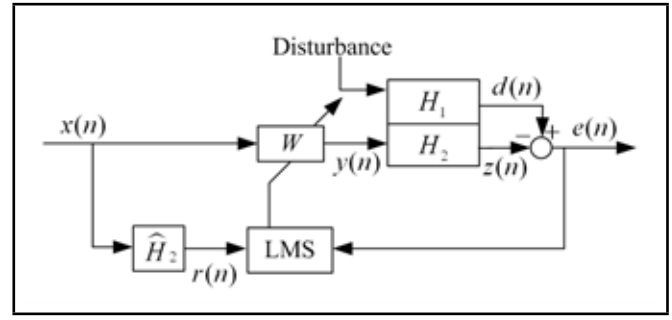 Disturbance
x(n)
W
y(n)
H₁
H₂
d(n)
z(n)
− +
e(n)
Ĥ₂
r(n)
LMS